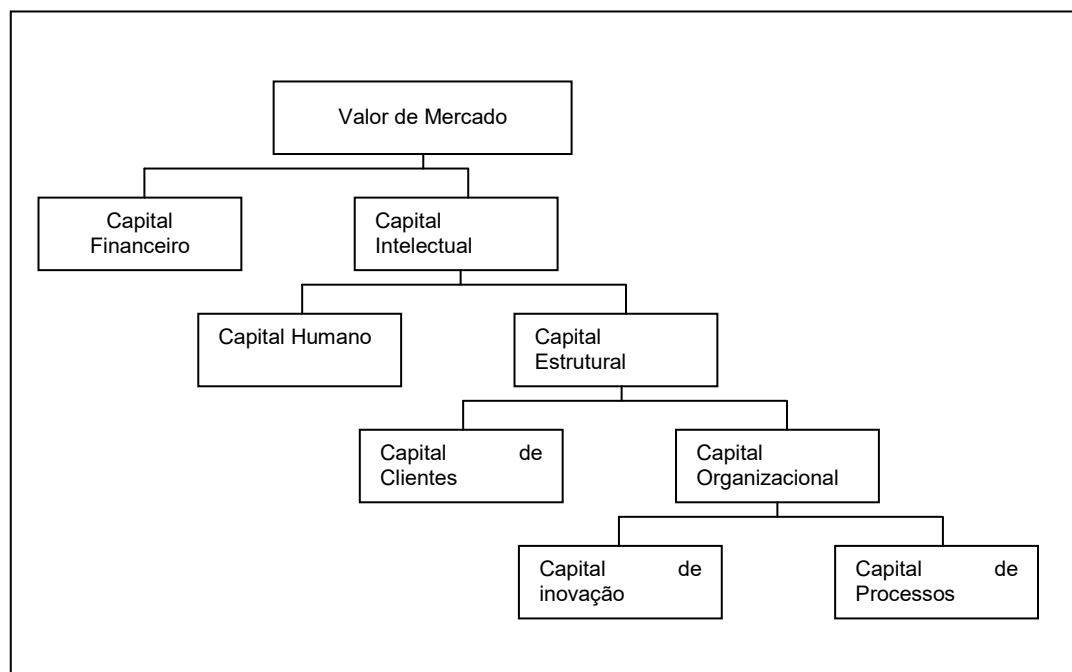 Valor de Mercado
Capital
Financeiro
Capital
Intelectual
Capital Humano
Capital
Estrutural
Capital de
Clientes
Capital
Organizacional
Capital de
inovação
Capital de
Processos